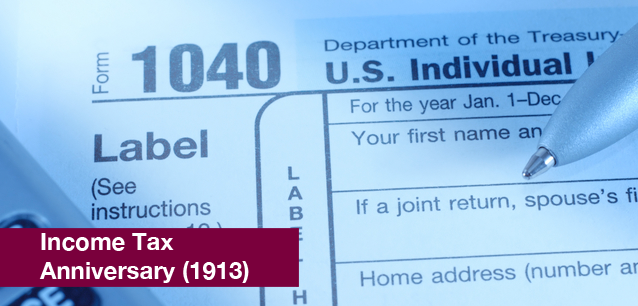 Form 1040
Department of the Treasury
U.S. Individual
For the year Jan. 1–Dec
Label
(See
instructions
Your first name an
L
A
B
E
L
H
If a joint return, spouse's fi
Home address (number ar
Income Tax
Anniversary (1913)